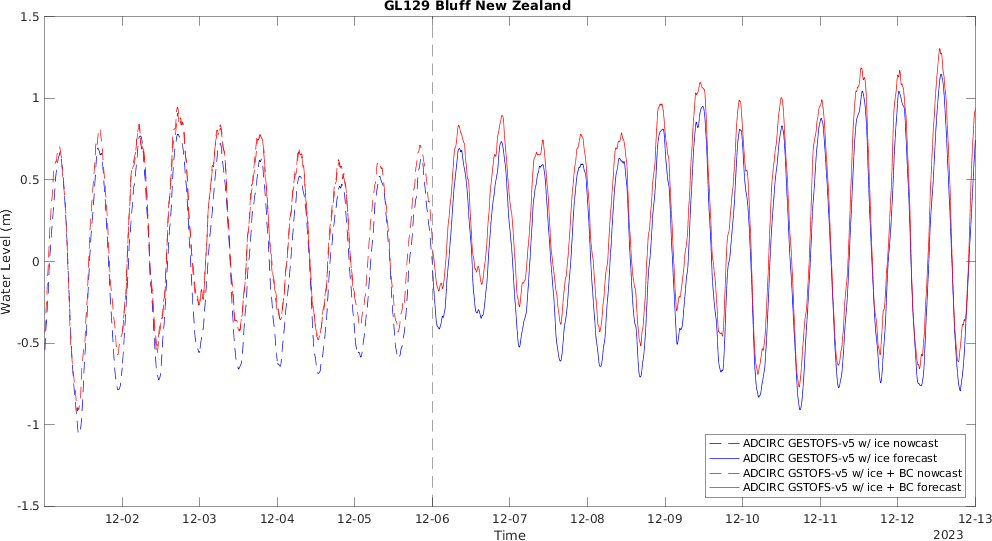 GL129 Bluff New Zealand
1.5
1
0.5
0
-0.5
-1
-1.5
Water Level (m)
12-02 12-03 12-04 12-05 12-06 12-07 12-08 12-09 12-10 12-11 12-12 12-13
Time
2023
ADCIRC GESTOFS-v5 w/ ice nowcast
ADCIRC GESTOFS-v5 w/ ice forecast
ADCIRC GSTOFS-v5 w/ ice + BC nowcast
ADCIRC GSTOFS-v5 w/ ice + BC forecast